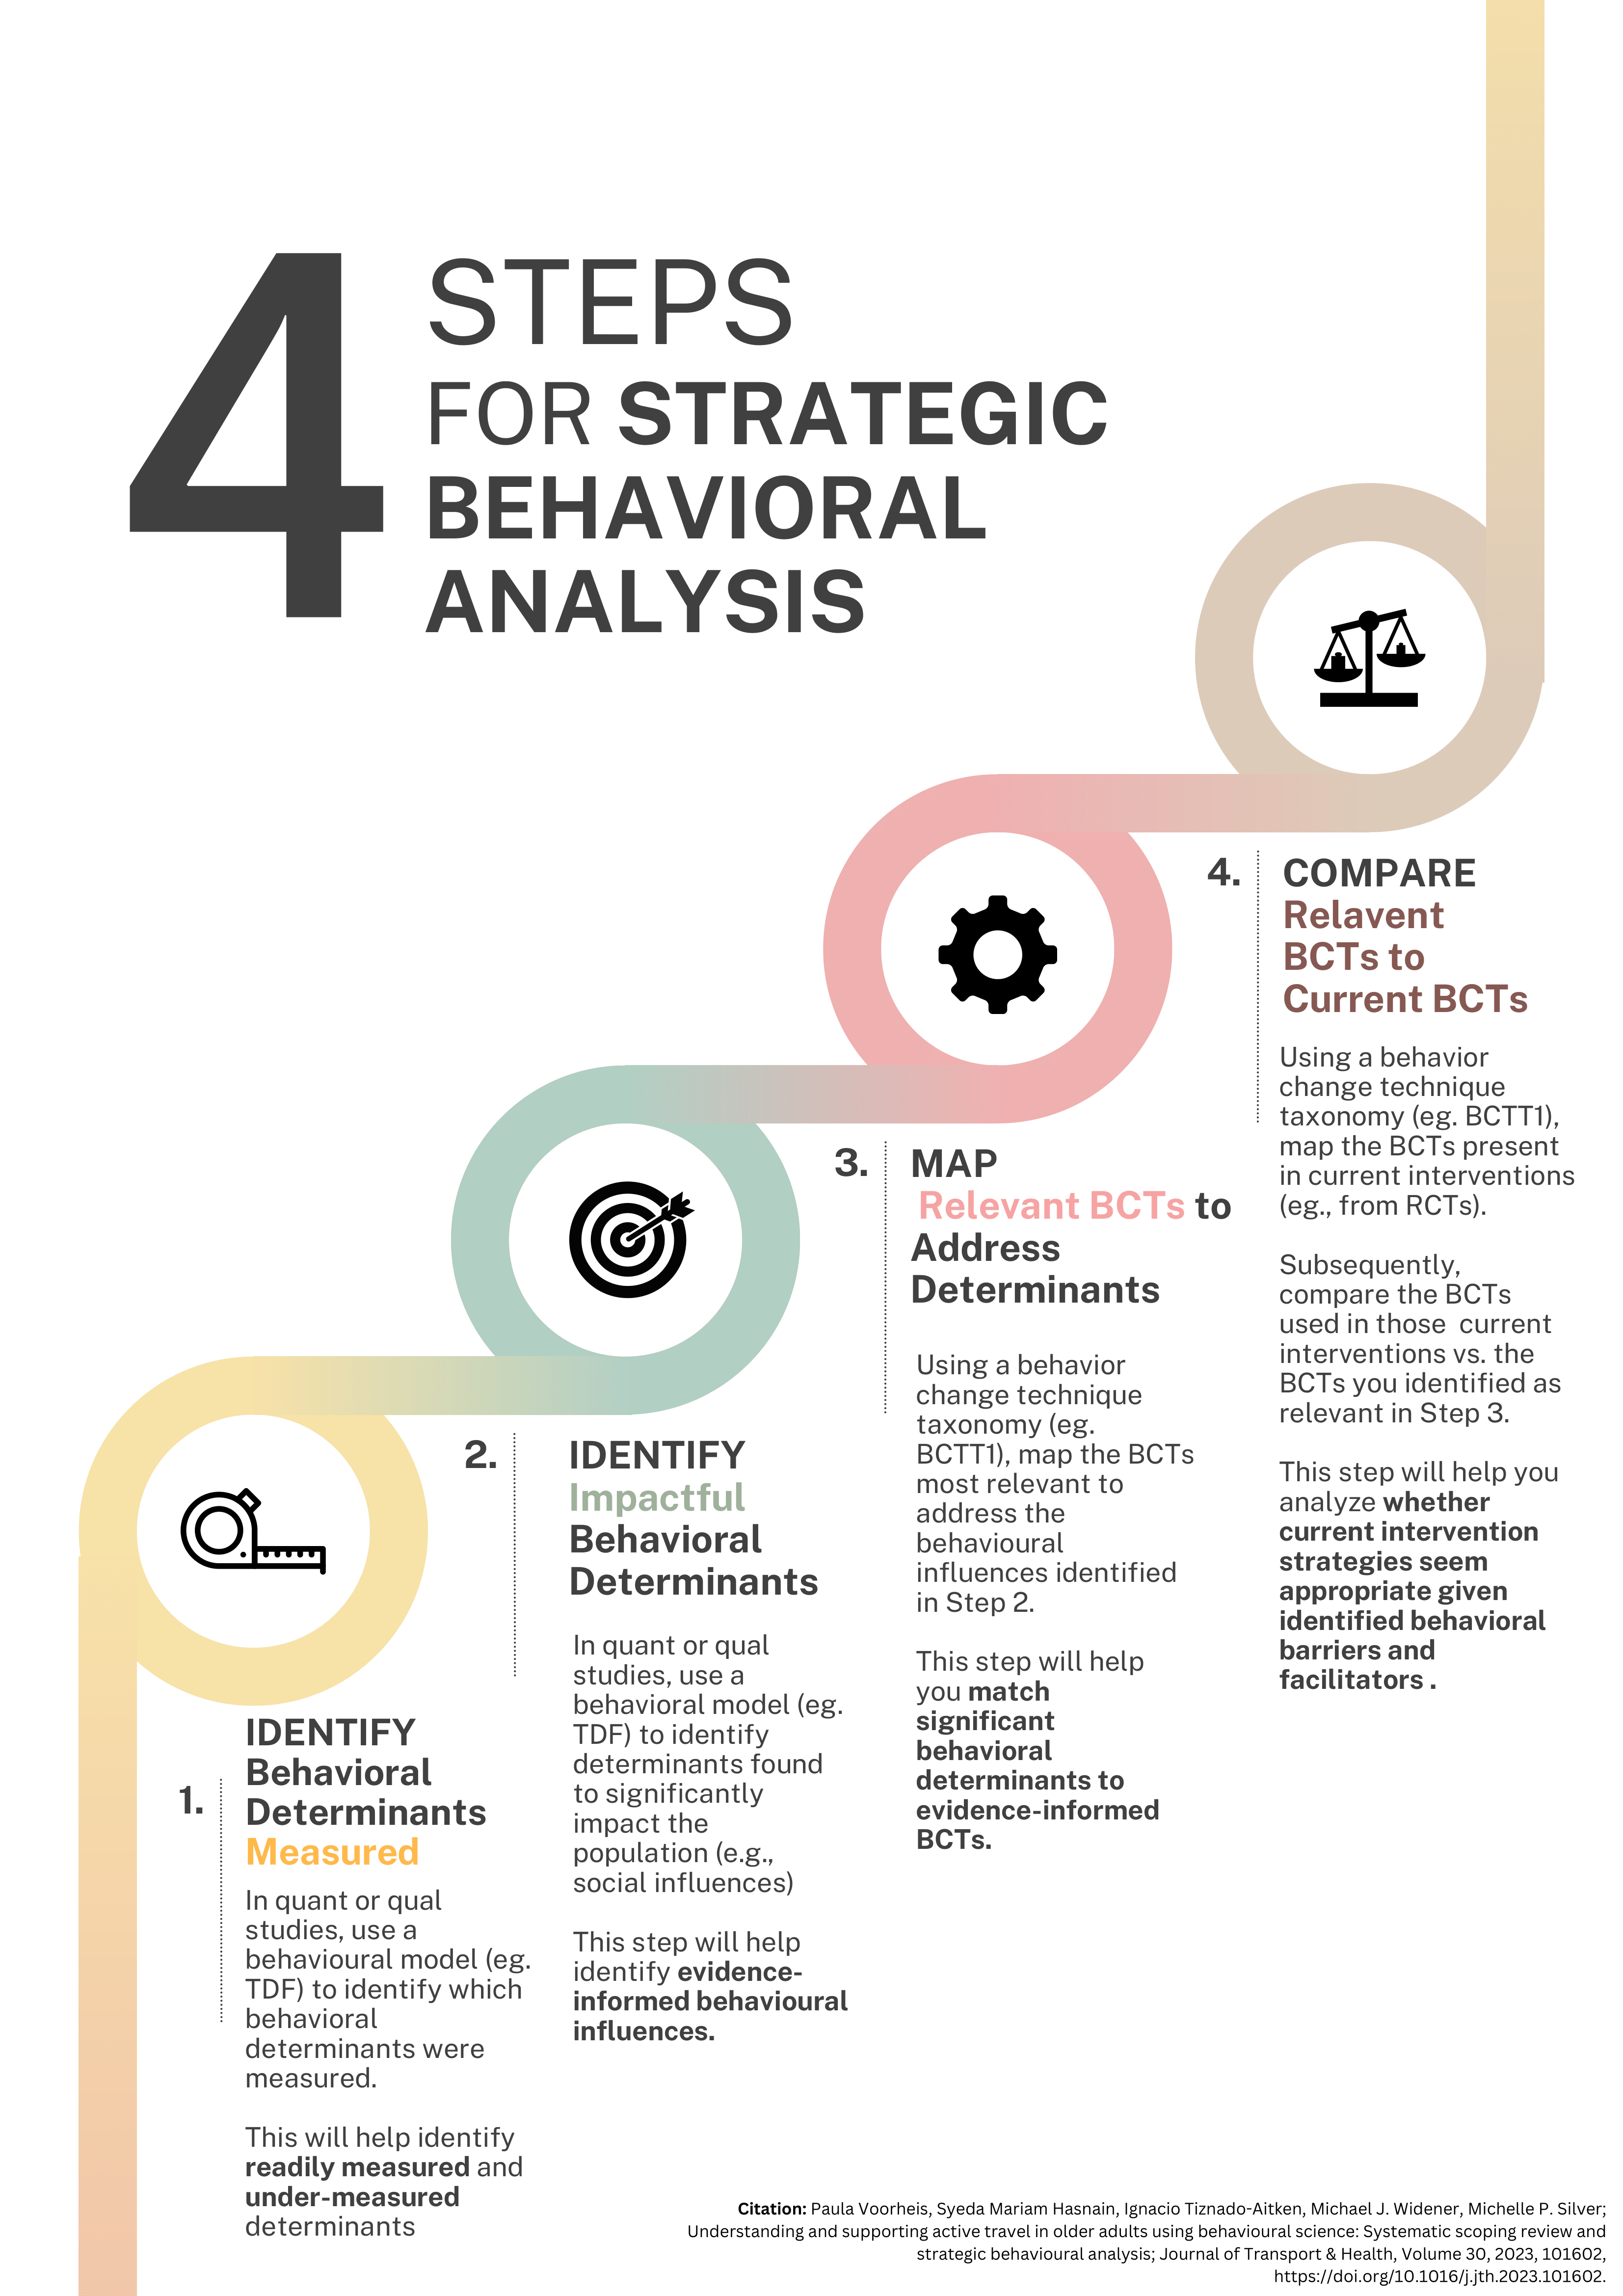 4
STEPS
FOR STRATEGIC
BEHAVIORAL
ANALYSIS
1.
IDENTIFY
Behavioral
Determinants
Measured
In quant or qual
studies, use a
behavioural model (eg.
TDF) to identify which
behavioral
determinants were
measured.
This will help identify
readily measured and
under-measured
determinants
2.
IDENTIFY
Impactful
Behavioral
Determinants
In quant or qual
studies, use a
behavioral model (eg.
TDF) to identify
determinants found
to significantly
impact the
population (e.g.,
social influences)
This step will help
identify evidence-
informed behavioural
influences.
3.
MAP
Relevant BCTs to
Address
Determinants
Using a behavior
change technique
taxonomy (eg.
BCTT1), map the BCTs
most relevant to
address the
behavioural
influences identified
in Step 2.
This step will help
you match
significant
behavioral
determinants to
evidence-informed
BCTs.
4.
COMPARE
Relavent
BCTs to
Current BCTs
Using a behavior
change technique
taxonomy (eg. BCTT1),
map the BCTs present
in current interventions
(eg., from RCTs).
Subsequently,
compare the BCTs
used in those  current
interventions vs. the
BCTs you identified as
relevant in Step 3.
This step will help you
analyze whether
current intervention
strategies seem
appropriate given
identified behavioral
barriers and
facilitators .
Citation: Paula Voorheis, Syeda Mariam Hasnain, Ignacio Tiznado-Aitken, Michael J. Widener, Michelle P. Silver;
Understanding and supporting active travel in older adults using behavioural science: Systematic scoping review and
strategic behavioural analysis; Journal of Transport & Health, Volume 30, 2023, 101602,
https://doi.org/10.1016/j.jth.2023.101602.